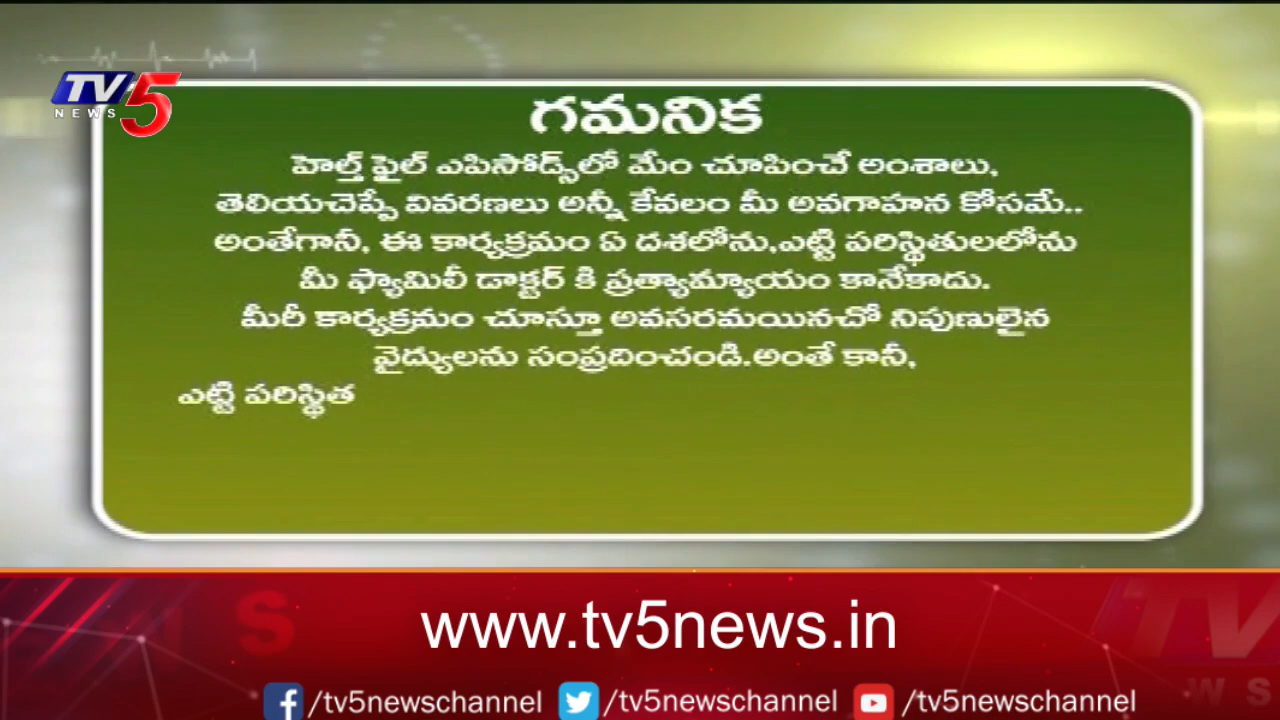 TV5
NEWS
గమనిక
హెల్త్ ఫైల్ ఎపిసోడ్స్‌లో మేం చూపించే అంశాలు,
తెలియచెప్పే వివరణలు అన్నీ కేవలం మీ అవగాహన కోసమే..
అంతేగానీ, ఈ కార్యక్రమం ఏ దశలోను,ఎట్టి పరిస్థితులలోను
మీ ఫ్యామిలీ డాక్టర్ కి ప్రత్యామ్యాయం కానేకాదు.
మీరీ కార్యక్రమం చూస్తూ అవసరమయినచో నిపుణులైన
వైద్యులను సంప్రదించండి.అంతే కానీ,
ఎట్టి పరిస్థిత
www.tv5news.in
/tv5newschannel /tv5newschannel /tv5newschannel